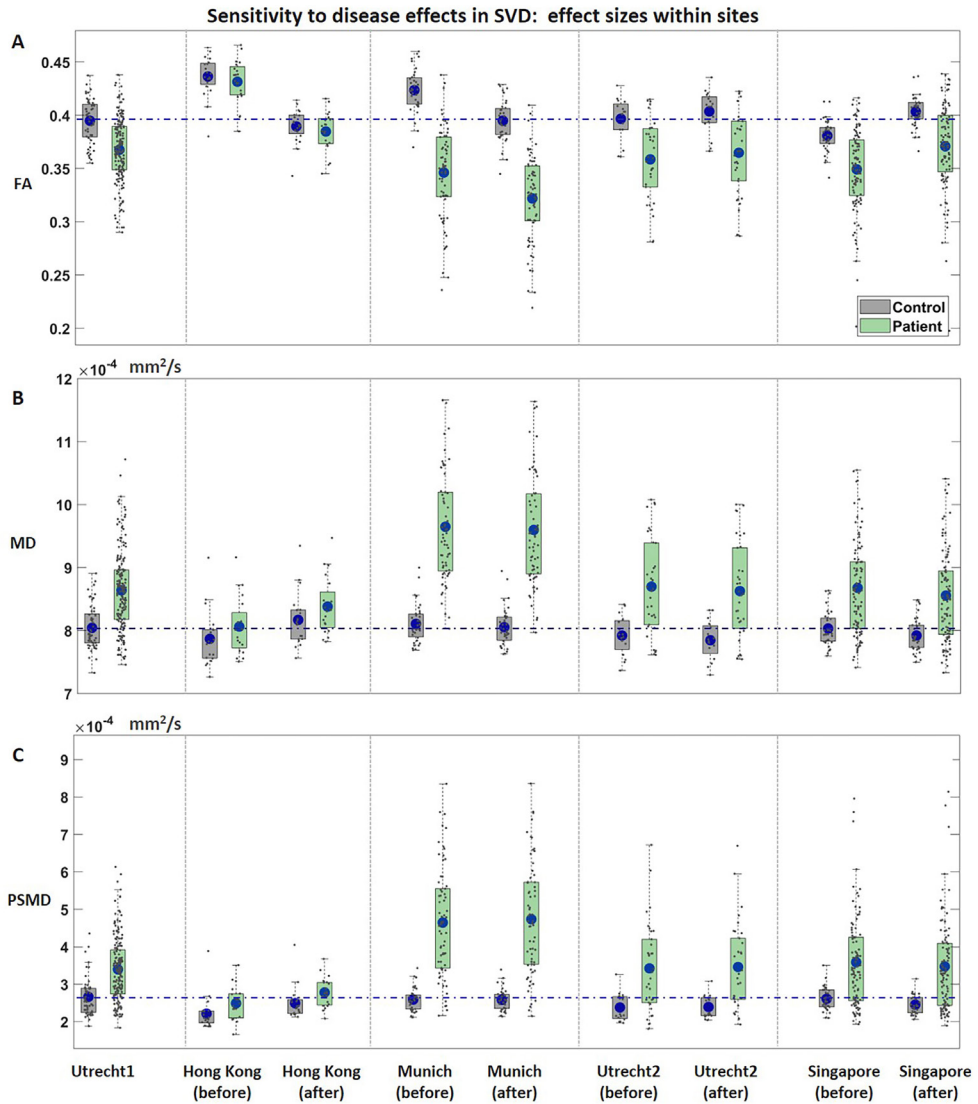 Sensitivity to disease effects in SVD: effect sizes within sites
A
0.45
0.4
0.35
FA
0.3
0.25
0.2
Control
Patient
×10-4 mm2/s
B
12
11
10
MD
9
8
7
×10-4 mm2/s
C
9
8
7
6
PSMD
5
4
3
2
Utrecht1 Hong Kong Hong Kong Munich Munich Utrecht2 Utrecht2 Singapore Singapore
(before) (after) (before) (after) (before) (after) (before) (after)